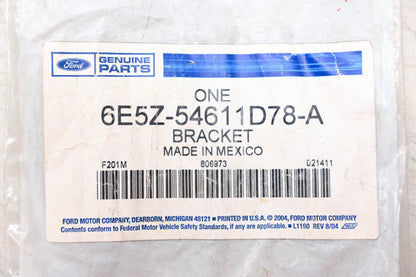 Ford GENUINE PARTS
ONE
6E5Z-54611D78-A
BRACKET
MADE IN MEXICO
F201M 806973 021411
FORD MOTOR COMPANY, DEARBORN, MICHIGAN 48121 ■ PRINTED IN U.S.A. © 2004, FORD MOTOR COMPANY
Contents conform to Federal Motor Vehicle Safety Standards, if any are applicable. ■ L1190 REV 8/04